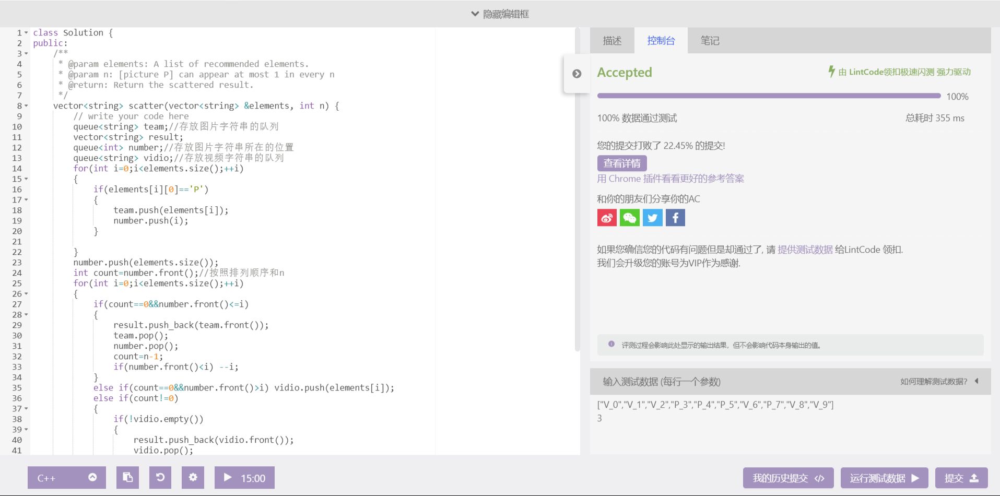 隐藏编辑框
1 class Solution {
2 public:
3     /**
4      * @param elements: A list of recommended elements.
5      * @param n: [picture P] can appear at most 1 in every n
6      * @return: Return the scattered result.
7      */
8     vector<string> scatter(vector<string> &elements, int n) {
9         // write your code here
10         queue<string> team;//存放图片字符串的队列
11         vector<string> result;
12         queue<int> number;//存放图片字符串所在的位置
13         queue<string> vidio;//存放视频字符串的队列
14         for(int i=0;i<elements.size();++i)
15         {
16             if(elements[i][0]=='P')
17             {
18                 team.push(elements[i]);
19                 number.push(i);
20             }
21
22         }
23         number.push(elements.size());
24         int count=number.front();//按照排列顺序和n
25         for(int i=0;i<elements.size();++i)
26         {
27             if(count==0&&number.front()<=i)
28             {
29                 result.push_back(team.front());
30                 team.pop();
31                 number.pop();
32                 count=n-1;
33                 if(number.front()<i) --i;
34             }
35             else if(count==0&&number.front()>i) vidio.push(elements[i]);
36             else if(count!=0)
37             {
38                 if(!vidio.empty())
39                 {
40                     result.push_back(vidio.front());
41                     vidio.pop();
C++
15:00
描述 控制台 笔记
Accepted 由 LintCode领扣极速闪测 强力驱动
100%
100% 数据通过测试 总耗时 355 ms
您的提交打败了 22.45% 的提交!
查看详情
用 Chrome 插件看看更好的参考答案
和你的朋友们分享你的AC
如果您确信您的代码有问题但是却通过了, 请 提供测试数据 给LintCode 领扣.
我们会升级您的账号为VIP作为感谢.
评测过程会影响此处显示的输出结果，但不会影响代码本身输出的值。
输入测试数据 (每行一个参数) 如何理解测试数据?
["V_0","V_1","V_2","P_3","P_4","P_5","V_6","P_7","V_8","V_9"]
3
我的历史提交 运行测试数据 提交